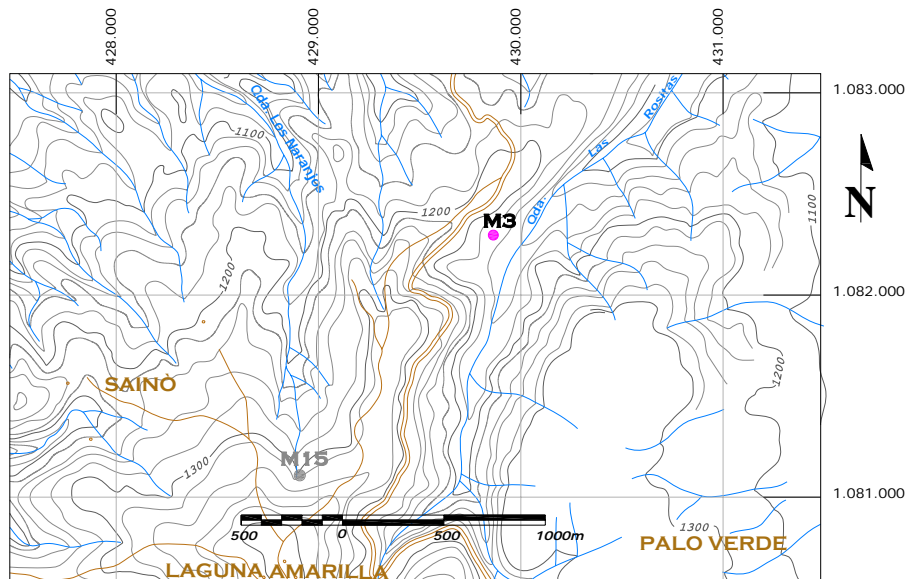 428.000
429.000
430.000
431.000
1.083.000
Qda. Los Naranjos
1100
Qda. Las Rositas
1200
M3
N
1100
1200
1.082.000
1200
SAINÒ
1300
M15
1.081.000
500 0 500 1000m
1300
PALO VERDE
LAGUNA AMARILLA